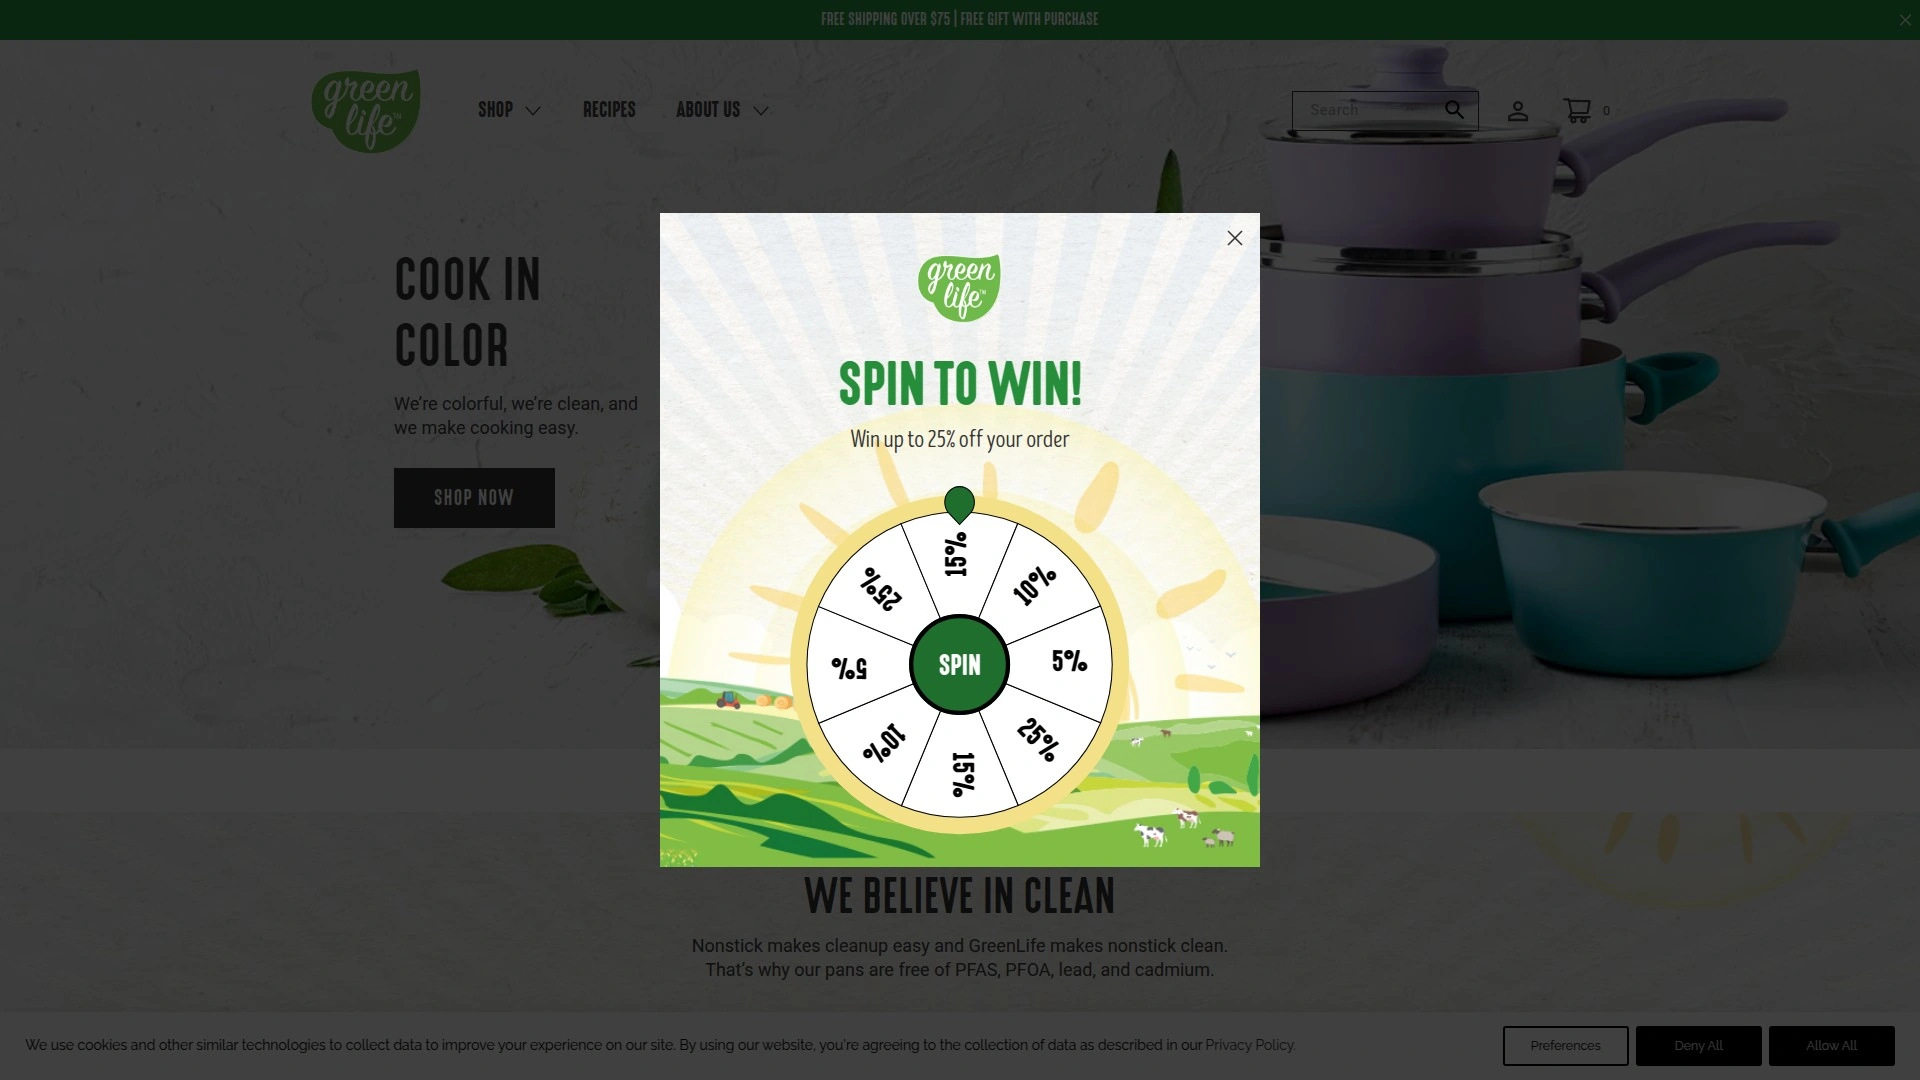 FREE SHIPPING OVER $75 | FREE GIFT WITH PURCHASE
green
life™
SHOP
RECIPES
ABOUT US
Search
0
COOK IN
COLOR
We're colorful, we're clean, and
we make cooking easy.
SHOP NOW
green
life™
SPIN TO WIN!
Win up to 25% off your order
15%
10%
5%
25%
15%
10%
5%
25%
SPIN
WE BELIEVE IN CLEAN
Nonstick makes cleanup easy and GreenLife makes nonstick clean.
That's why our pans are free of PFAS, PFOA, lead, and cadmium.
We use cookies and other similar technologies to collect data to improve your experience on our site. By using our website, you're agreeing to the collection of data as described in our Privacy Policy.
Preferences
Deny All
Allow All